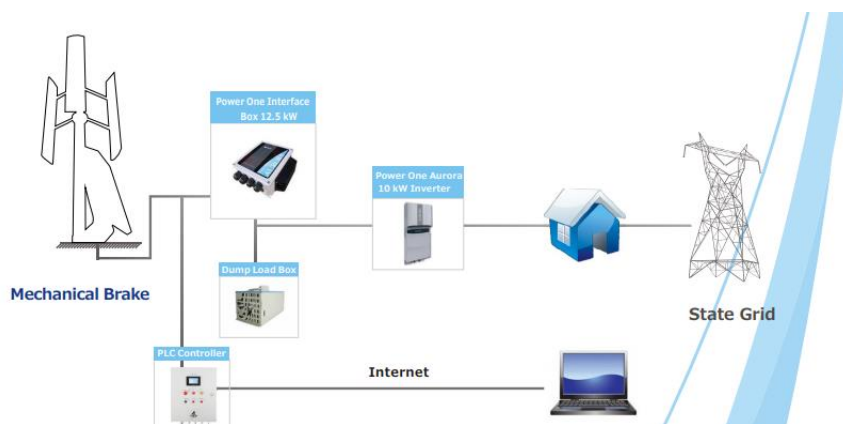 Power One Interface
Box 12.5 kW
Power One Aurora
10 kW Inverter
Dump Load Box
Mechanical Brake
State Grid
PLC Controller
Internet